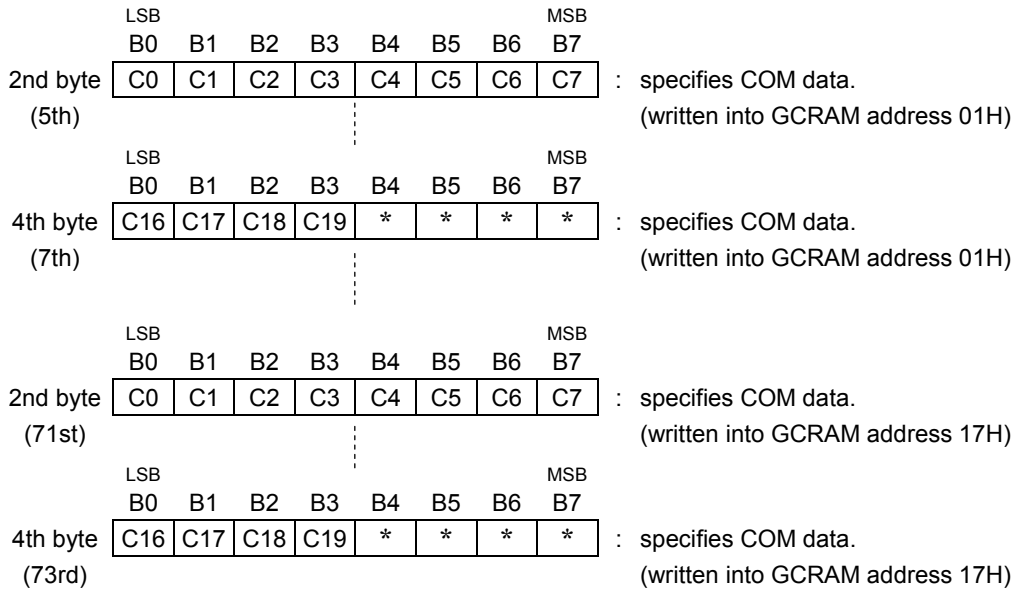 LSB MSB
B0 B1 B2 B3 B4 B5 B6 B7
2nd byte C0 C1 C2 C3 C4 C5 C6 C7 : specifies COM data.
(5th) (written into GCRAM address 01H)
LSB MSB
B0 B1 B2 B3 B4 B5 B6 B7
4th byte C16 C17 C18 C19 * * * * : specifies COM data.
(7th) (written into GCRAM address 01H)
LSB MSB
B0 B1 B2 B3 B4 B5 B6 B7
2nd byte C0 C1 C2 C3 C4 C5 C6 C7 : specifies COM data.
(71st) (written into GCRAM address 17H)
LSB MSB
B0 B1 B2 B3 B4 B5 B6 B7
4th byte C16 C17 C18 C19 * * * * : specifies COM data.
(73rd) (written into GCRAM address 17H)